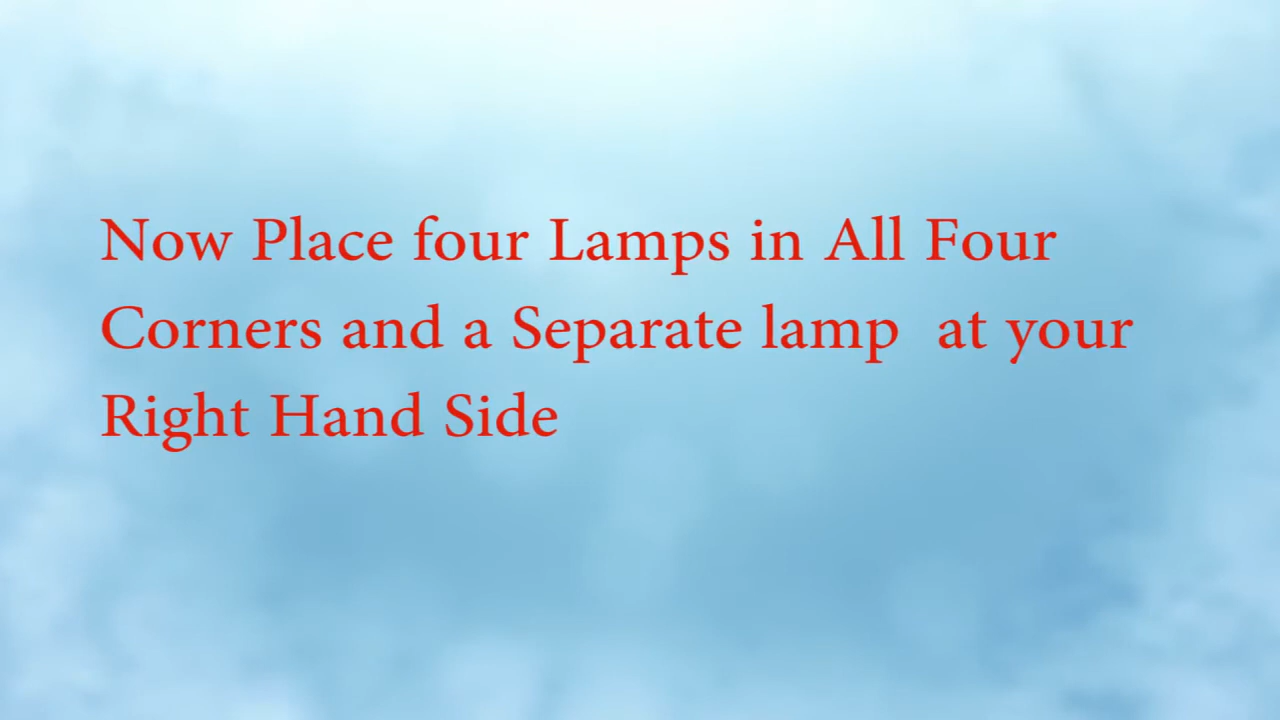 Now Place four Lamps in All Four
Corners and a Separate lamp  at your
Right Hand Side